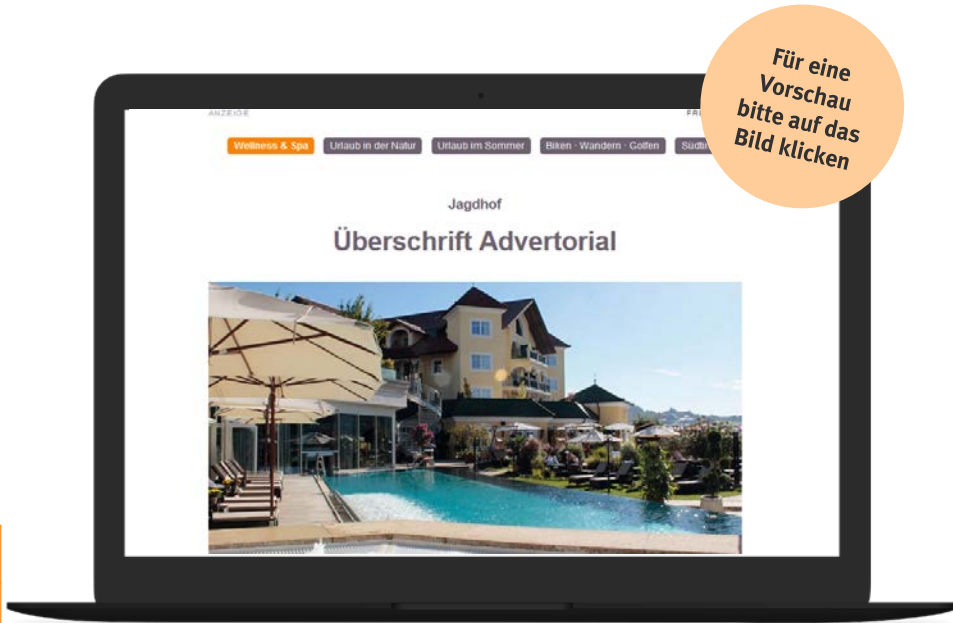 Für eine
Vorschau
bitte auf das
Bild klicken
ANZEIGE
Wellness & Spa
Urlaub in der Natur
Urlaub im Sommer
Biken · Wandern · Golfen
Jagdhof
Überschrift Advertorial